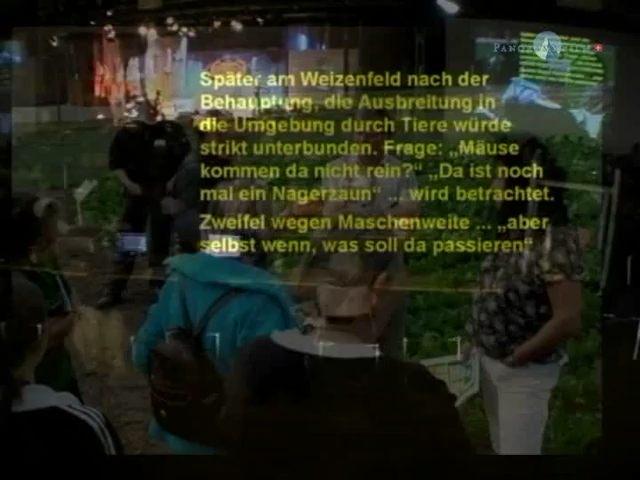 PANORAMAFILM
Später am Weizenfeld nach der
Behauptung, die Ausbreitung in
die Umgebung durch Tiere würde
strikt unterbunden. Frage: „Mäuse
kommen da nicht rein?“ „Da ist noch
mal ein Nagerzaun“ ... wird betrachtet.
Zweifel wegen Maschenweite ... „aber
selbst wenn, was soll da passieren“